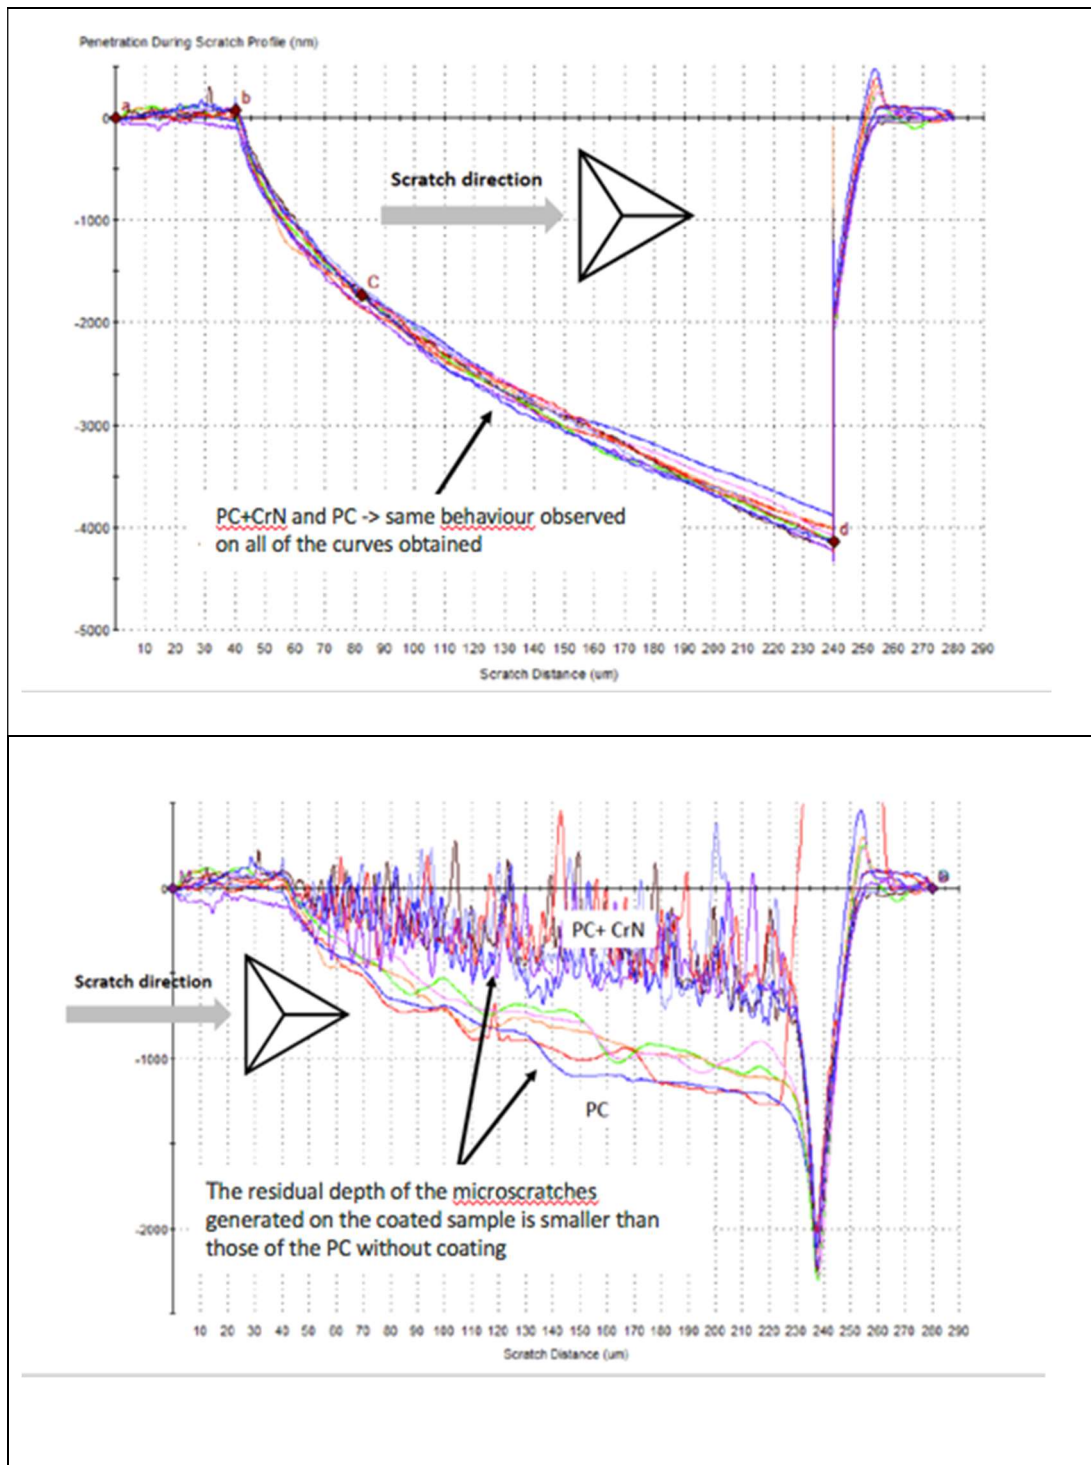 Penetration During Scratch Profile (nm)
a
b
0
Scratch direction
-1000
C
-2000
-3000
PC+CrN and PC -> same behaviour observed
on all of the curves obtained
-4000
d
-5000
10 20 30 40 50 60 70 80 90 100 110 120 130 140 150 160 170 180 190 200 210 220 230 240 250 260 270 280 290
Scratch Distance (um)
0
PC+ CrN
Scratch direction
-1000
PC
The residual depth of the microscratches
generated on the coated sample is smaller than
those of the PC without coating
-2000
10 20 30 40 50 60 70 80 90 100 110 120 130 140 150 160 170 180 190 200 210 220 230 240 250 260 270 280 290
Scratch Distance (um)